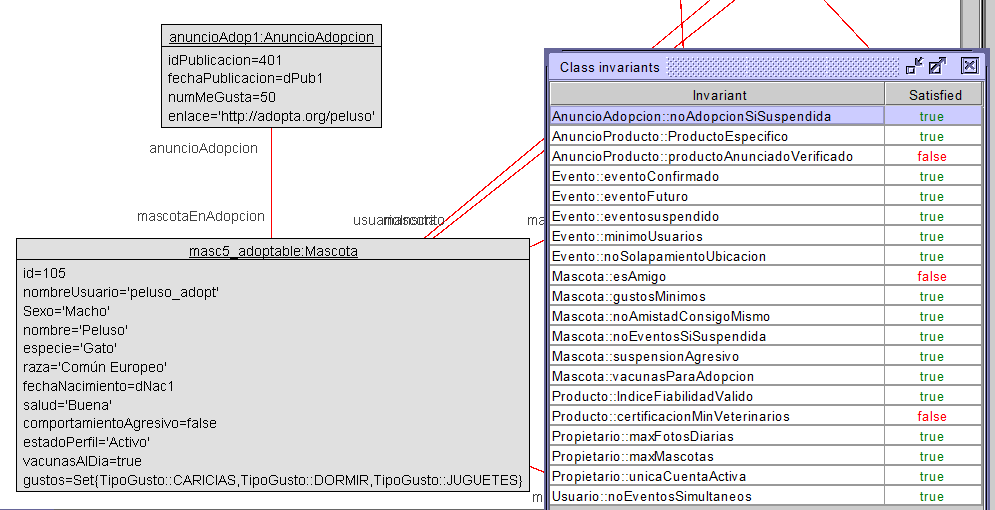 anuncioAdop1:AnuncioAdopcion
idPublicacion=401
fechaPublicacion=dPub1
numMeGusta=50
enlace='http://adopta.org/peluso'
anuncioAdopcion
mascotaEnAdopcion
masc5_adoptable:Mascota
id=105
nombreUsuario='peluso_adopt'
Sexo='Macho'
nombre='Peluso'
especie='Gato'
raza='Común Europeo'
fechaNacimiento=dNac1
salud='Buena'
comportamientoAgresivo=false
estadoPerfil='Activo'
vacunasAlDia=true
gustos=Set{TipoGusto::CARICIAS,TipoGusto::DORMIR,TipoGusto::JUGUETES}
ma
m
Class invariants
Invariant Satisfied
AnuncioAdopcion::noAdopcionSiSuspendida true
AnuncioProducto::ProductoEspecifico true
AnuncioProducto::productoAnunciadoVerificado false
Evento::eventoConfirmado true
Evento::eventoFuturo true
Evento::eventosuspendido true
Evento::minimoUsuarios true
Evento::noSolapamientoUbicacion true
Mascota::esAmigo false
Mascota::gustosMinimos true
Mascota::noAmistadConsigoMismo true
Mascota::noEventosSiSuspendida true
Mascota::suspensionAgresivo true
Mascota::vacunasParaAdopcion true
Producto::IndiceFiabilidadValido true
Producto::certificacionMinVeterinarios false
Propietario::maxFotosDiarias true
Propietario::maxMascotas true
Propietario::unicaCuentaActiva true
Usuario::noEventosSimultaneos true